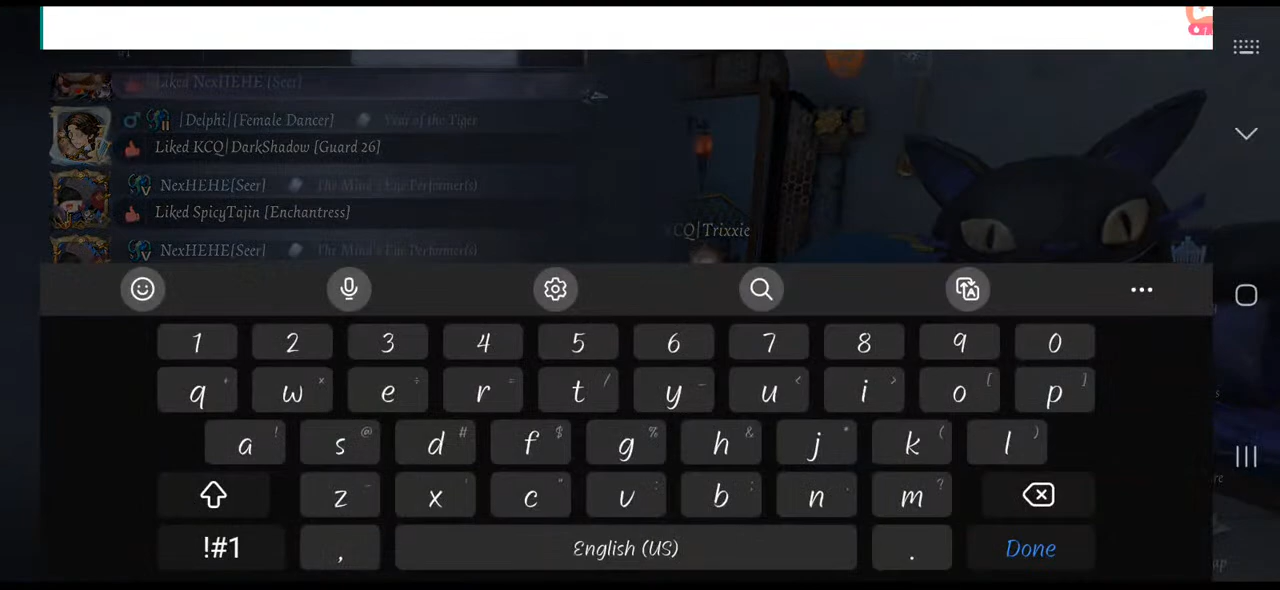 Liked NexHEHE [Seer]
|Delphi|[Female Dancer] Year of the Tiger
Liked KCQ|DarkShadow [Guard 26]
NexHEHE[Seer] The Mind's Eye Performer(s)
Liked SpicyTajin [Enchantress]
CQ|Trixxie
NexHEHE[Seer] The Mind's Eye Performer(s)
1 2 3 4 5 6 7 8 9 0
q w e r t y u i o p
a s d f g h j k l
z x c v b n m
!#1 , English (US) . Done